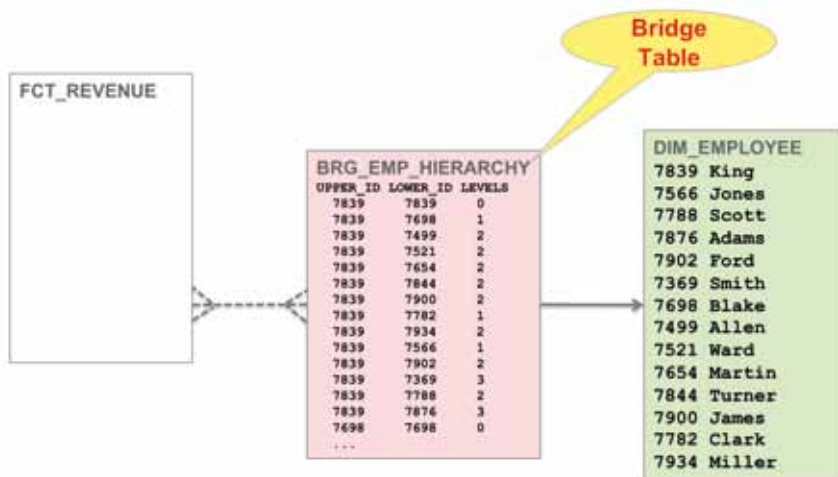 Bridge
Table
FCT_REVENUE
BRG_EMP_HIERARCHY
UPPER_ID LOWER_ID LEVELS
7839 7839 0
7839 7698 1
7839 7499 2
7839 7521 2
7839 7654 2
7839 7844 2
7839 7900 2
7839 7782 1
7839 7934 2
7839 7566 1
7839 7902 2
7839 7369 3
7839 7788 2
7839 7876 3
7698 7698 0
...
DIM_EMPLOYEE
7839 King
7566 Jones
7788 Scott
7876 Adams
7902 Ford
7369 Smith
7698 Blake
7499 Allen
7521 Ward
7654 Martin
7844 Turner
7900 James
7782 Clark
7934 Miller